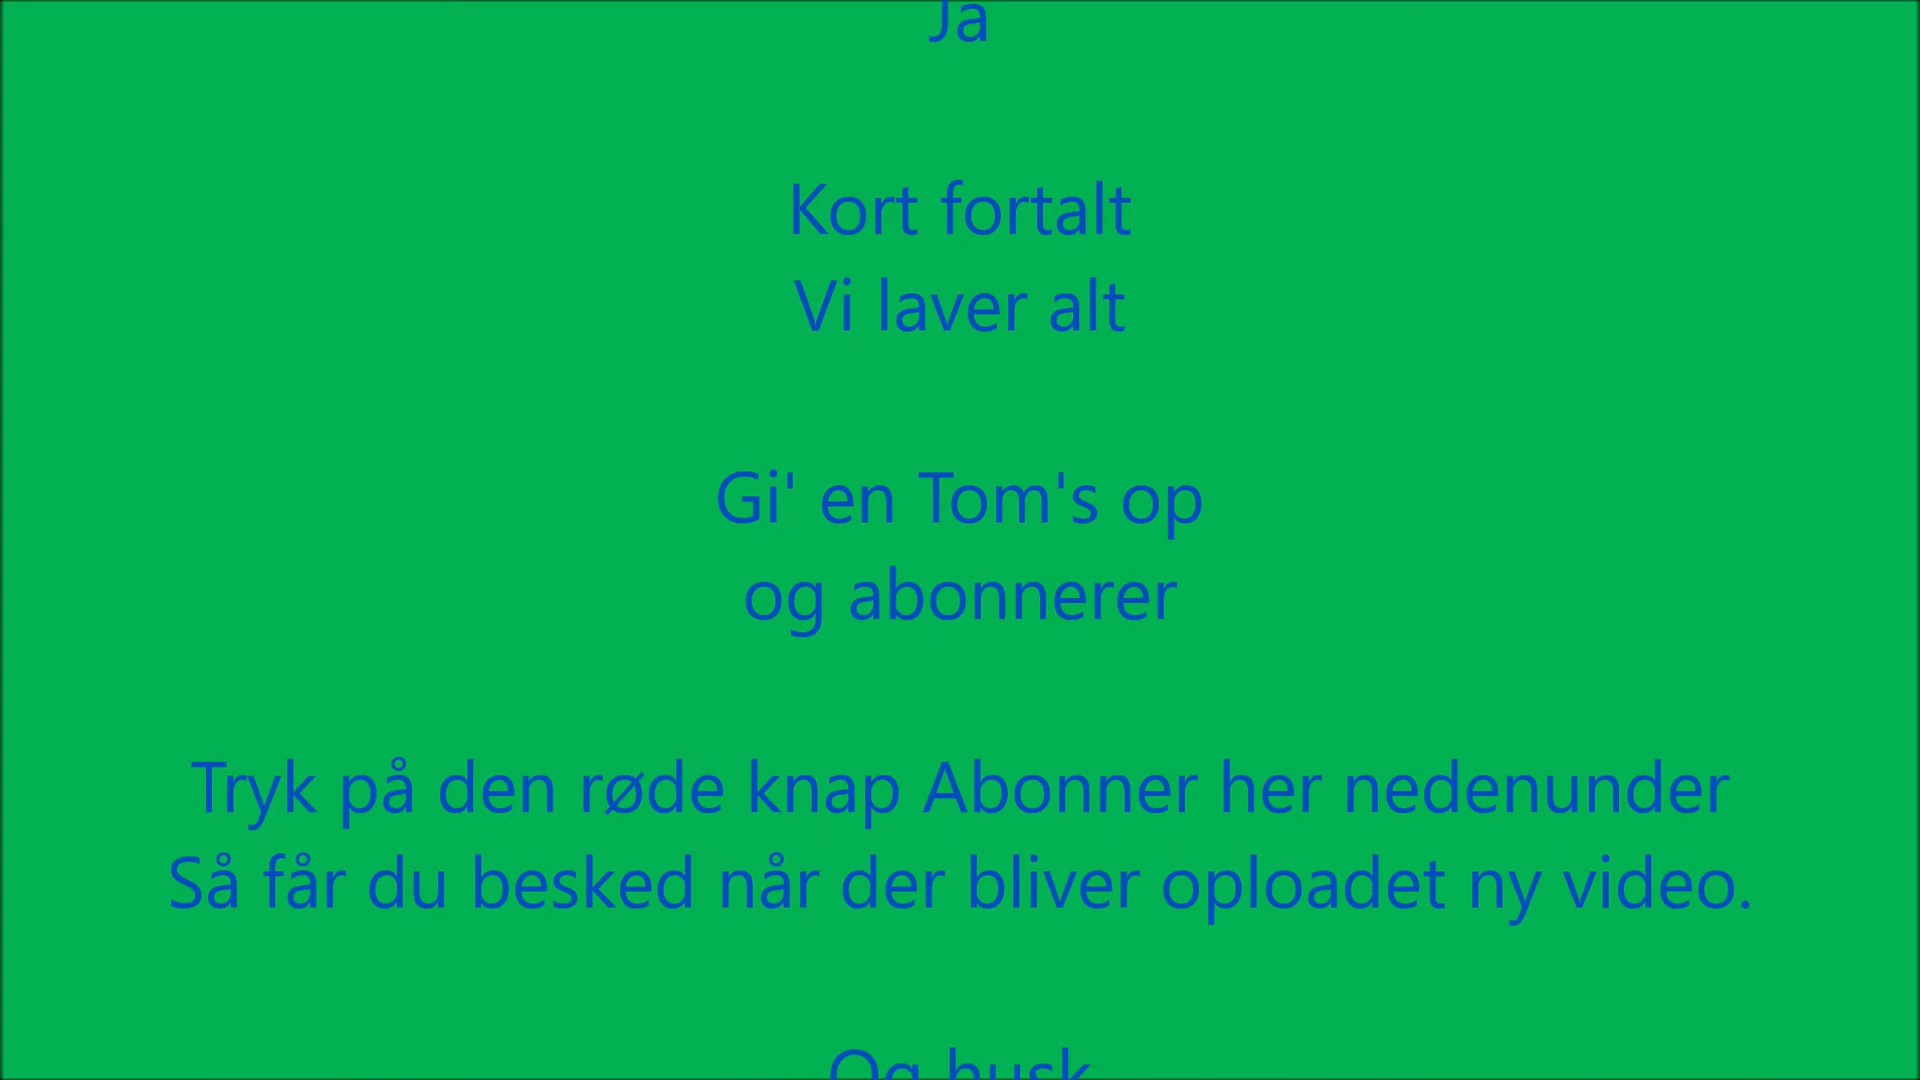 Ja
Kort fortalt
Vi laver alt
Gi' en Tom's op
og abonnerer
Tryk på den røde knap Abonner her nedenunder
Så får du besked når der bliver oploadet ny video.
Og husk